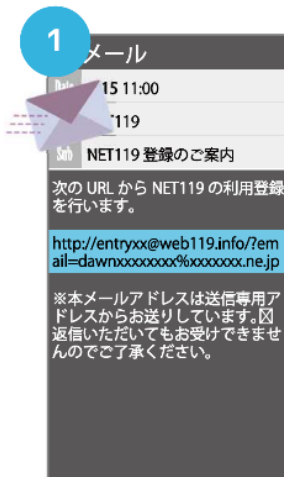 1
メール
Date 15 11:00
119
Sub NET119 登録のご案内
次の URL から NET119 の利用登録
を行います。
http://entryxx@web119.info/?em
ail=dawnxxxxxxxx%xxxxxxx.ne.jp
※本メールアドレスは送信専用ア
ドレスからお送りしています。☒
返信いただいてもお受けできませ
んのでご了承ください。